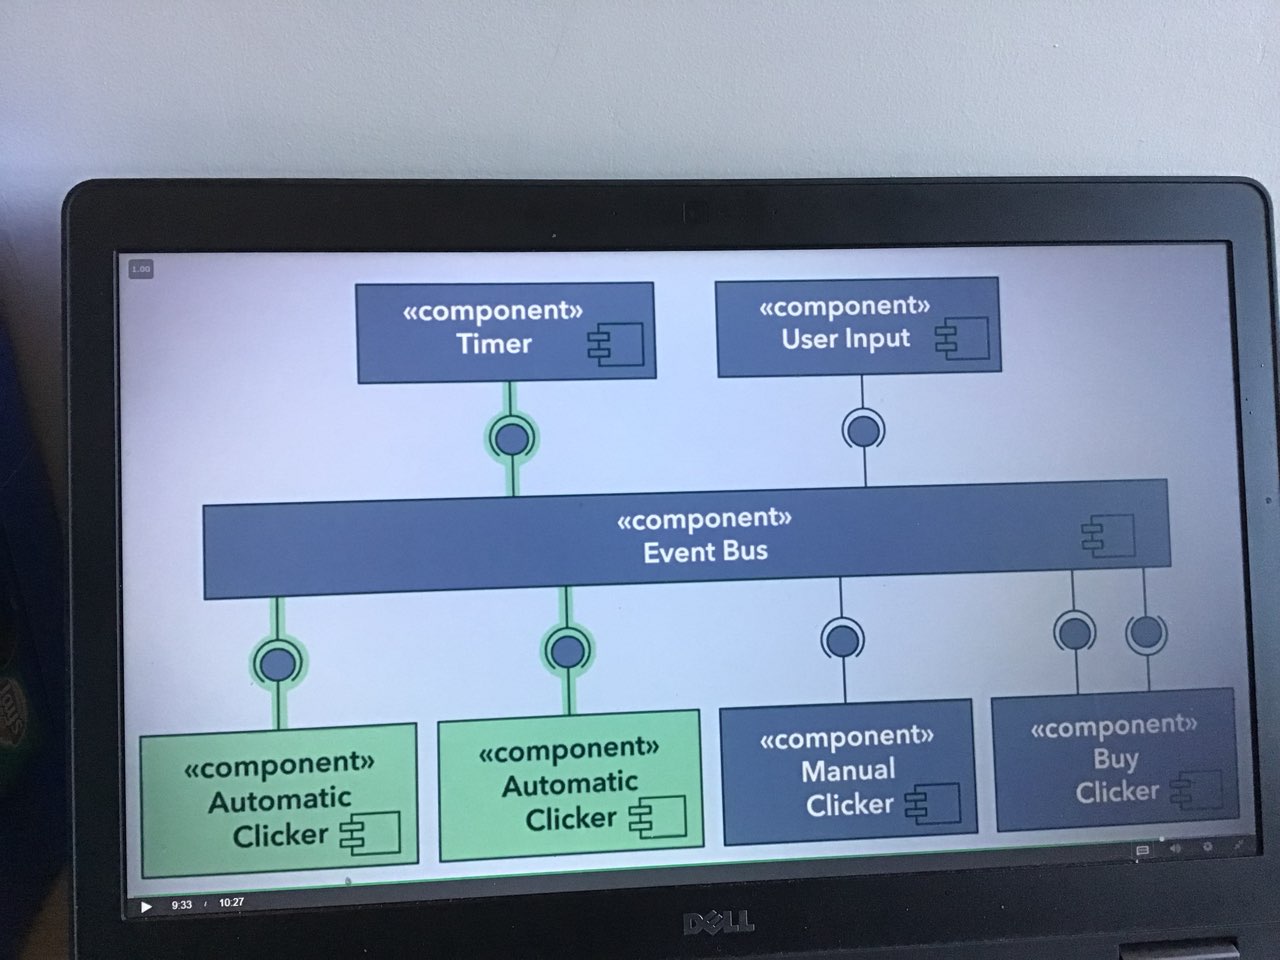 1.00
«component»
Timer
«component»
User Input
«component»
Event Bus
«component»
Automatic
Clicker
«component»
Automatic
Clicker
«component»
Manual
Clicker
«component»
Buy
Clicker
9:33 / 10:27
DELL
Lays